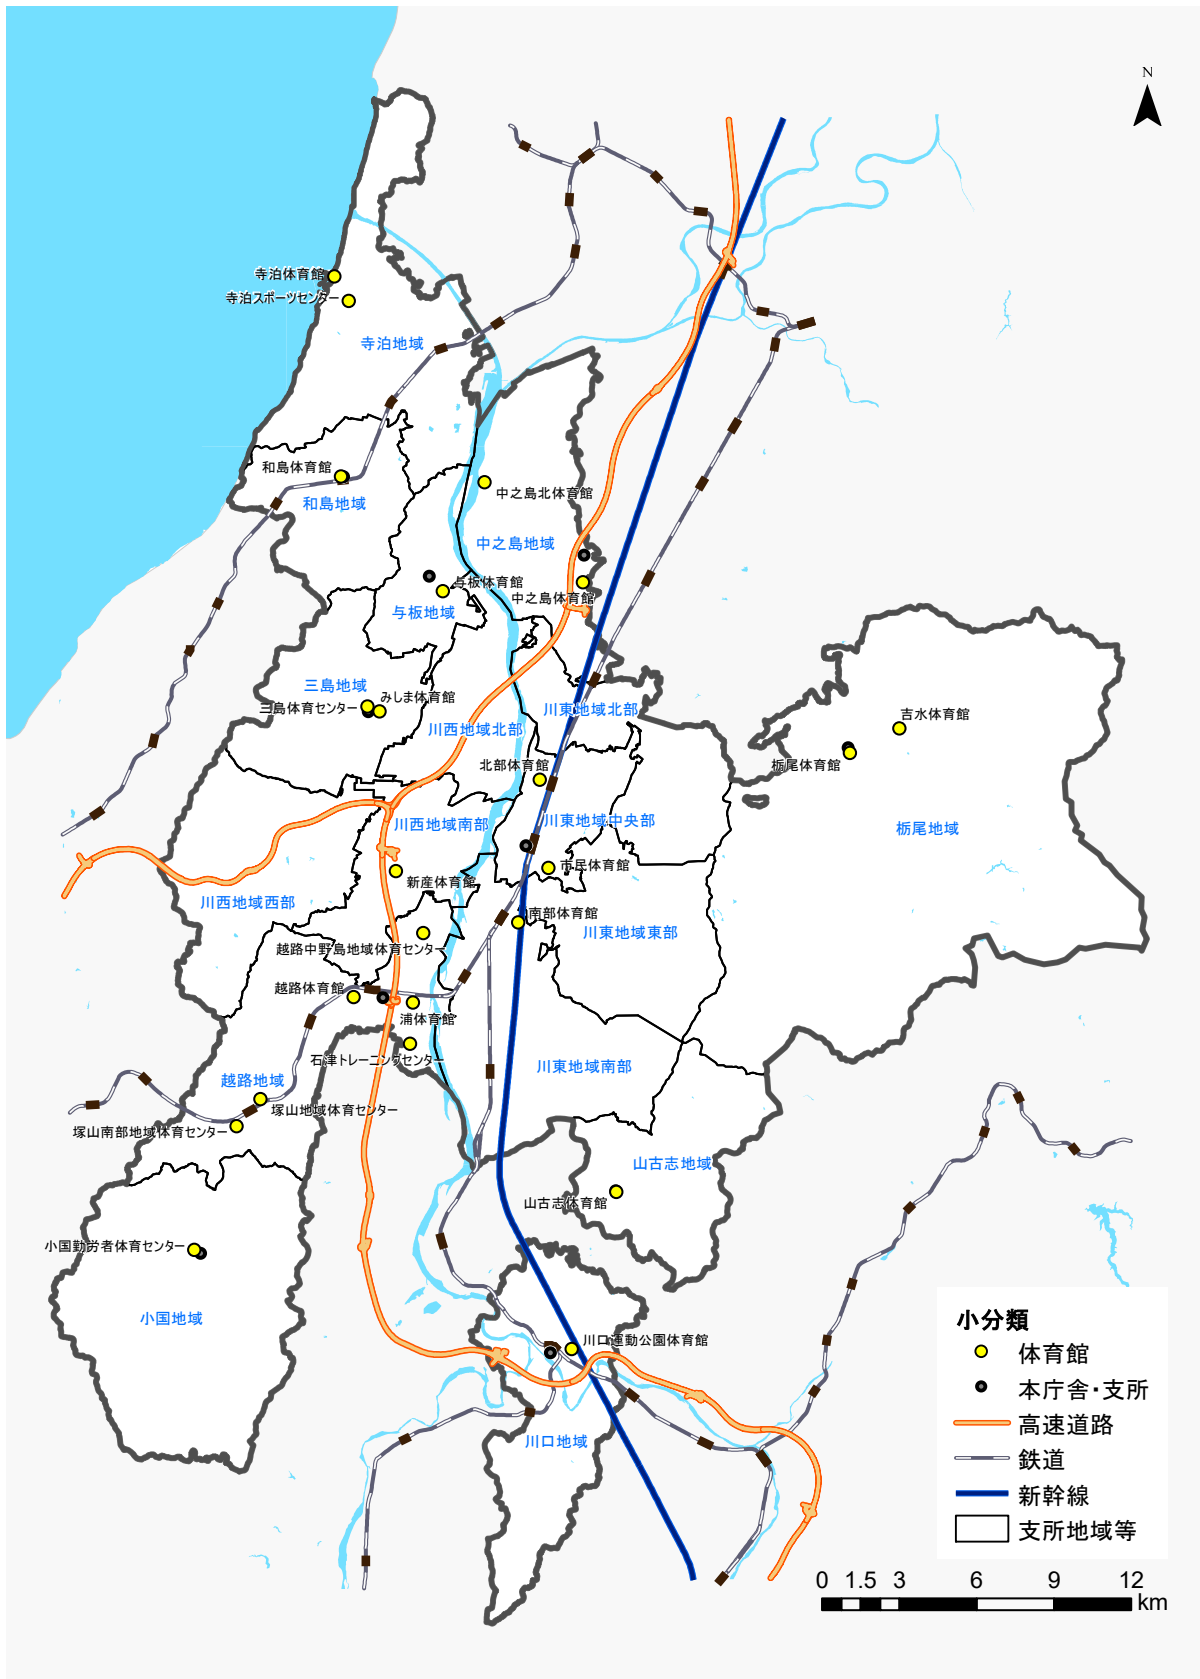 N
寺泊体育館
寺泊スポーツセンター
寺泊地域
和島体育館
和島地域
中之島北体育館
中之島地域
与板体育館
中之島体育館
与板地域
三島地域
みしま体育館
三島体育センター
川東地域北部
川西地域北部
吉水体育館
北部体育館
栃尾体育館
川西地域南部
川東地域中央部
栃尾地域
市民体育館
新産体育館
川西地域西部
南部体育館
川東地域東部
越路中野島地域体育センター
越路体育館
浦体育館
石津トレーニングセンター
川東地域南部
越路地域
塚山地域体育センター
塚山南部地域体育センター
山古志地域
山古志体育館
小国勤労者体育センター
小国地域
川口運動公園体育館
川口地域
小分類
体育館
本庁舎・支所
高速道路
鉄道
新幹線
支所地域等
0 1.5 3 6 9 12
km